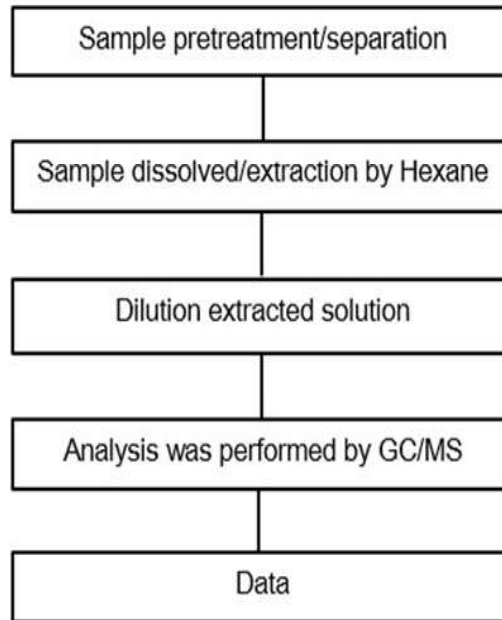 Sample pretreatment/separation
Sample dissolved/extraction by Hexane
Dilution extracted solution
Analysis was performed by GC/MS
Data